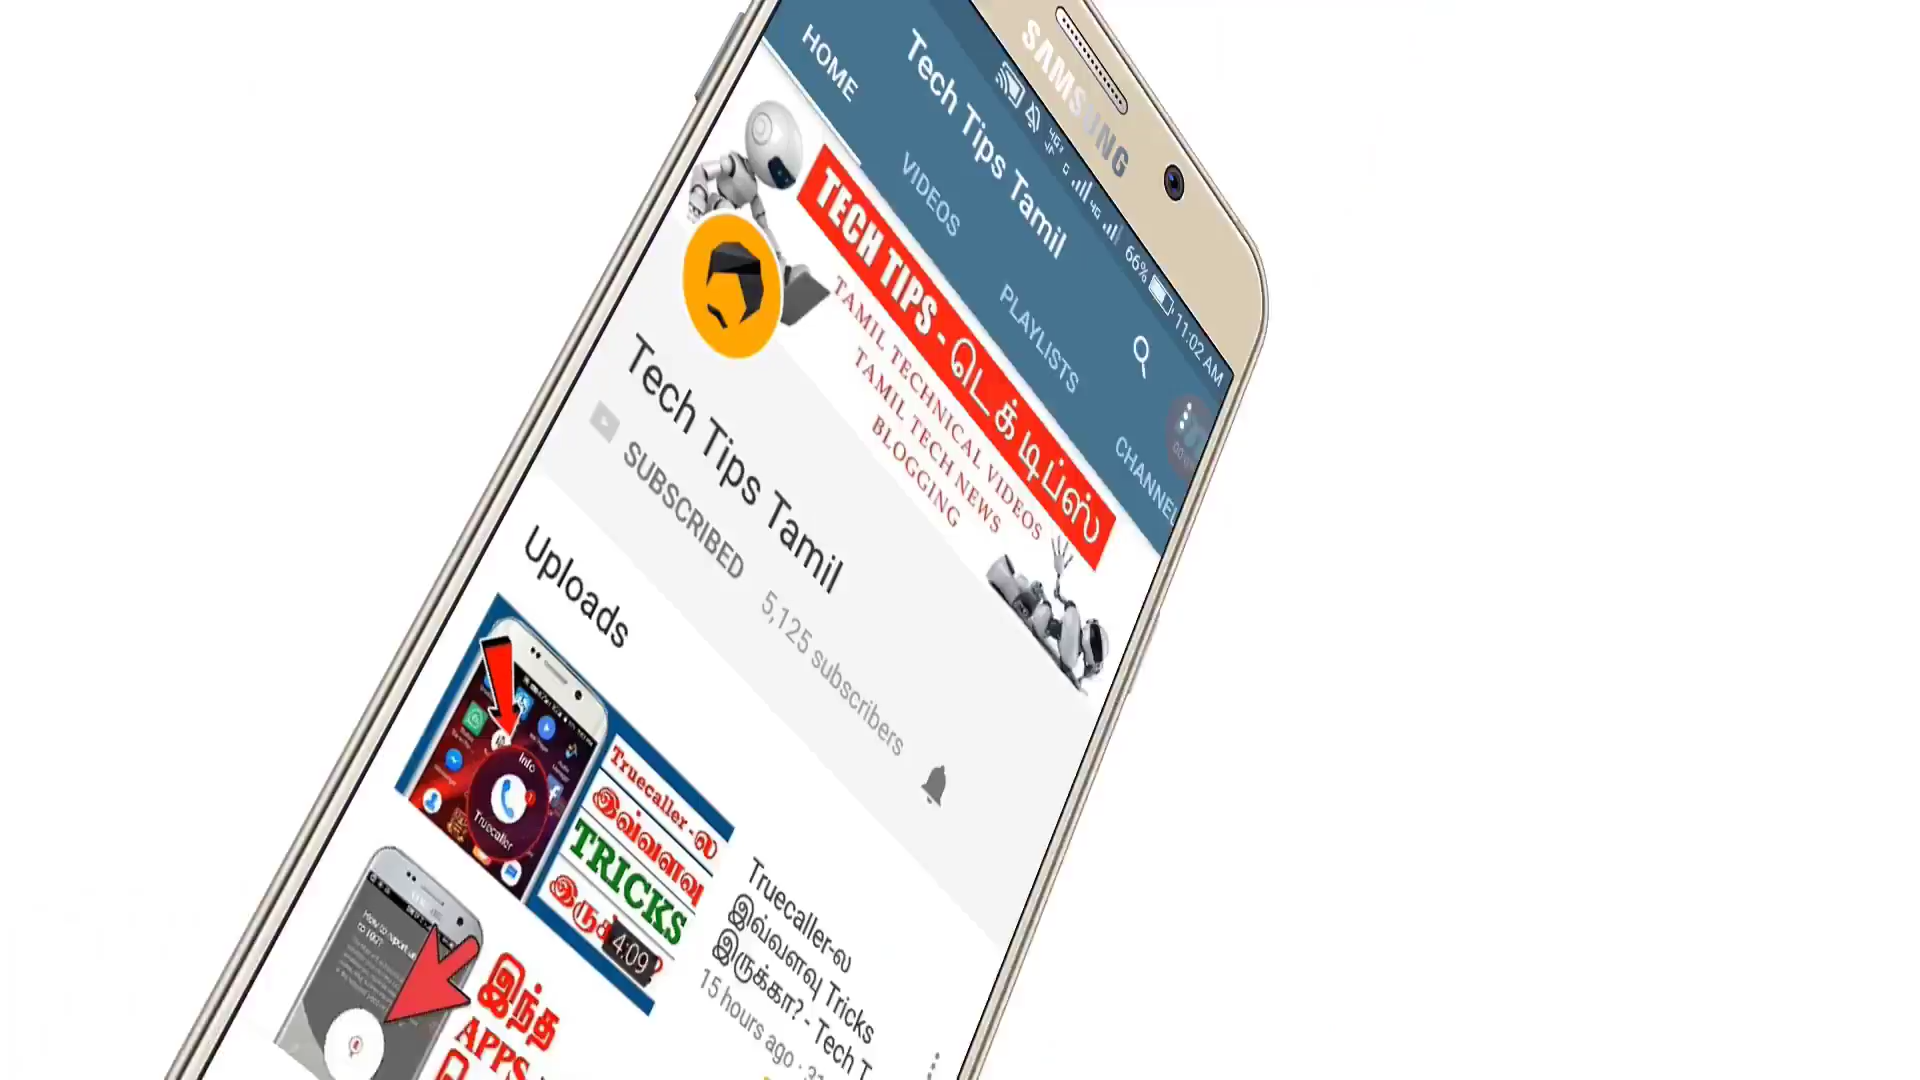 SAMSUNG
66% 11:02 AM
Tech Tips Tamil
HOME VIDEOS PLAYLISTS CHANNEL
TECH TIPS - டெக் டிப்ஸ்
TAMIL TECHNICAL VIDEOS
TAMIL TECH NEWS
BLOGGING
Tech Tips Tamil
SUBSCRIBED 5,125 subscribers
Uploads
Info
Truecaller
Truecaller -ல
இவ்வளவு
TRICKS
4:09
Truecaller-ல
இவ்வளவு Tricks
இருக்கா? - Tech T
15 hours ago
இந்த
APPS